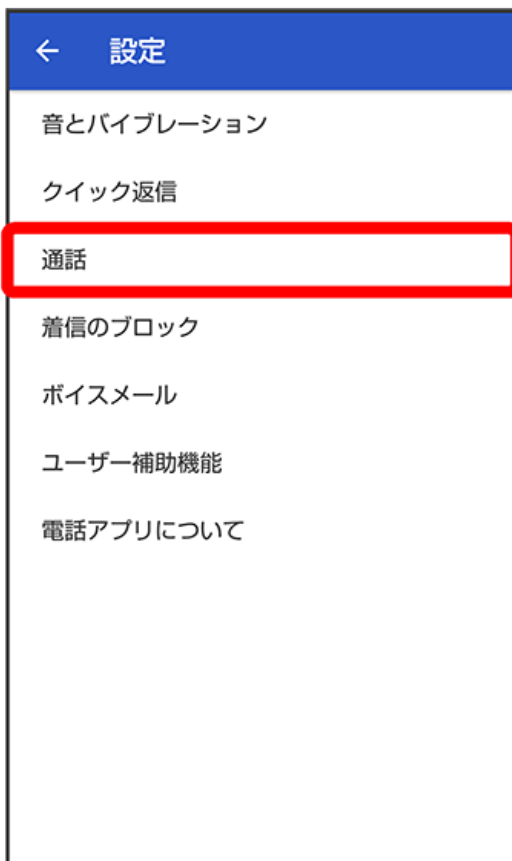 設定
音とバイブレーション
クイック返信
通話
着信のブロック
ボイスメール
ユーザー補助機能
電話アプリについて